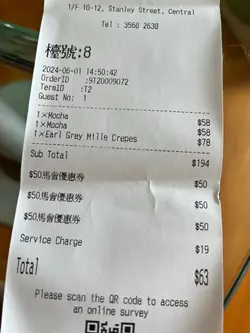 1/F 10-12, Stanley Street, Central
Tel : 3568 2638
檯號:8
2024-06-01 14:50:42
OrderID :9120009072
TermID :T2
Guest No: 1
1×Mocha $58
1×Mocha $58
1×Earl Grey Mille Crepes $78
Sub Total $194
$50馬會優惠券 $50
$50馬會優惠券 $50
$50馬會優惠券 $50
Service Charge $19
Total $63
Please scan the QR code to access
an online survey